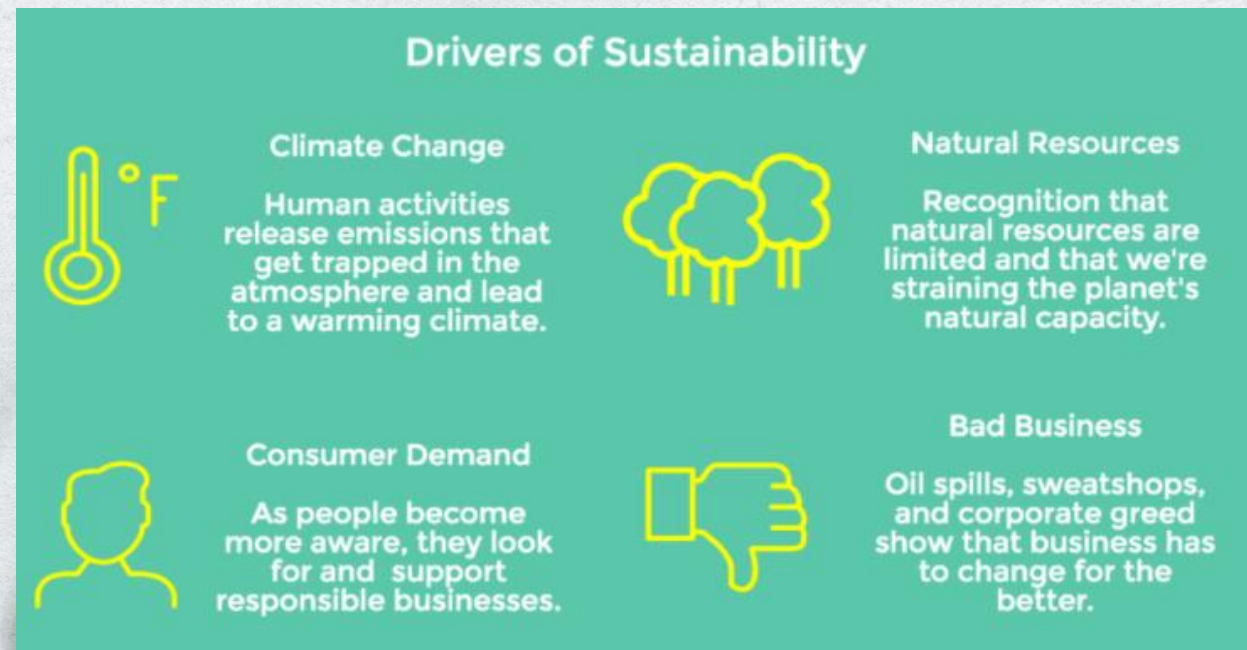 Drivers of Sustainability
°F
Climate Change
Human activities
release emissions that
get trapped in the
atmosphere and lead
to a warming climate.
Natural Resources
Recognition that
natural resources are
limited and that we're
straining the planet's
natural capacity.
Consumer Demand
As people become
more aware, they look
for and support
responsible businesses.
Bad Business
Oil spills, sweatshops,
and corporate greed
show that business has
to change for the
better.